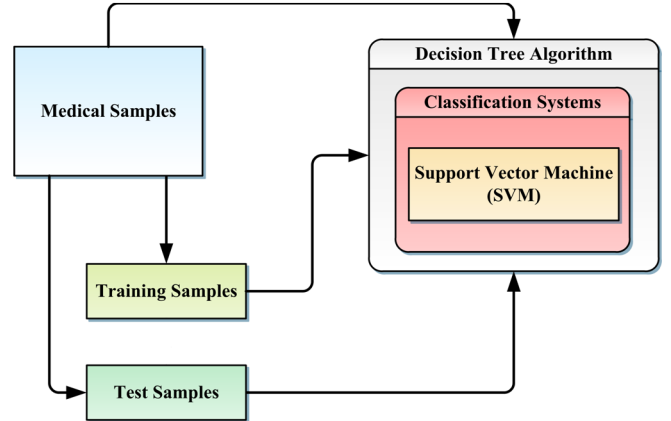 Medical Samples
Decision Tree Algorithm
Classification Systems
Support Vector Machine
(SVM)
Training Samples
Test Samples